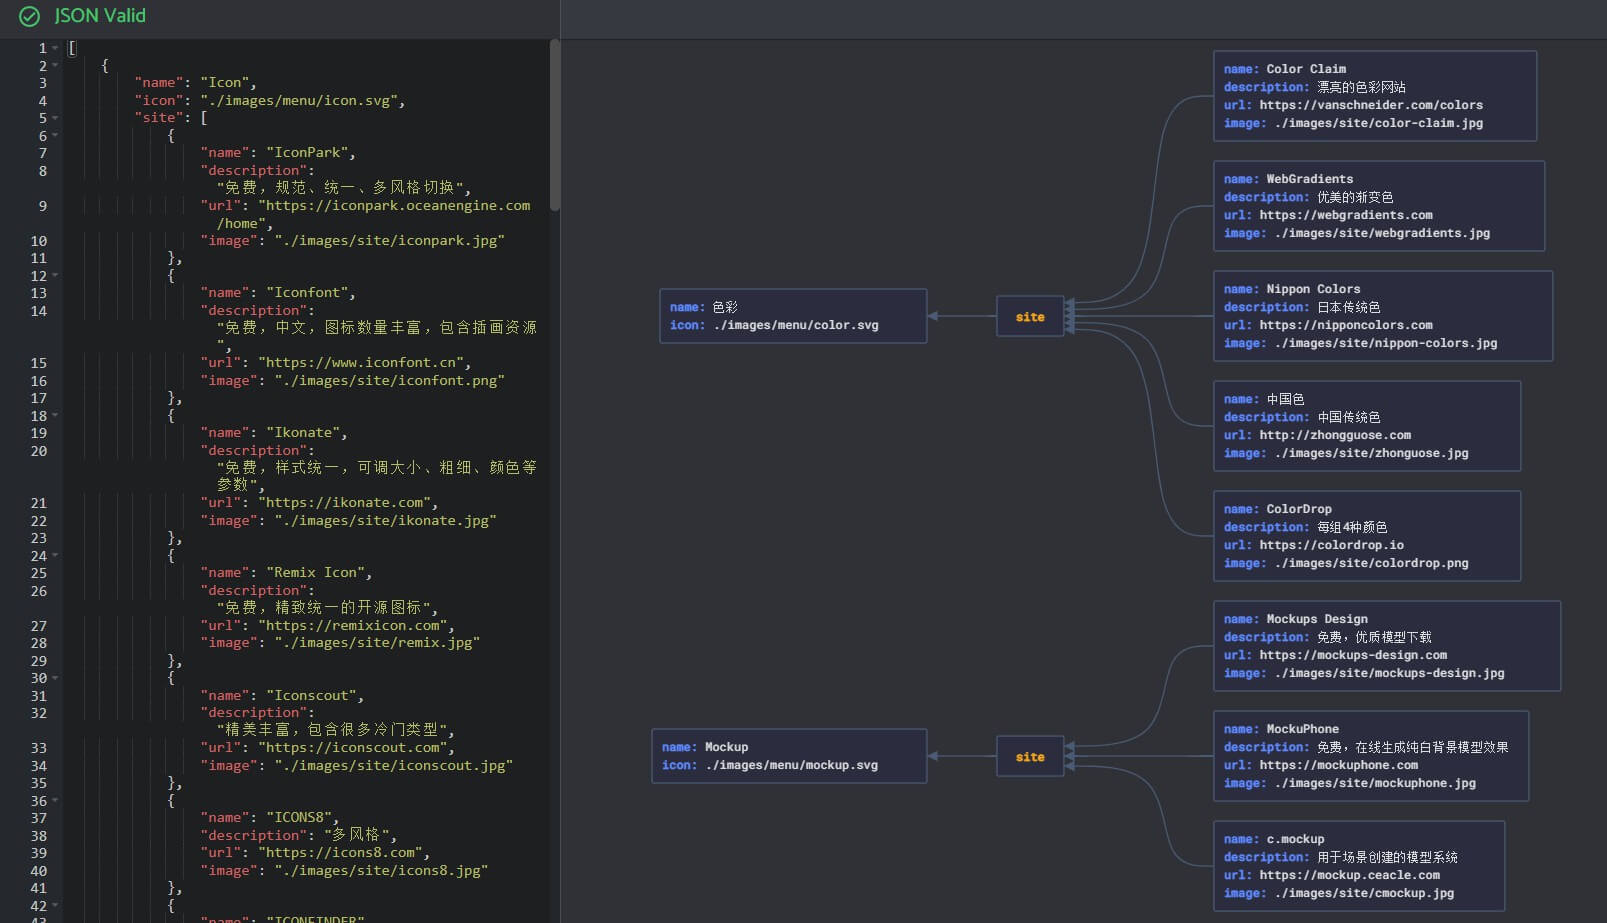 JSON Valid
1 [
2 {
3 "name": "Icon",
4 "icon": "./images/menu/icon.svg",
5 "site": [
6 {
7 "name": "IconPark",
8 "description":
"免费，规范、统一、多风格切换",
9 "url": "https://iconpark.oceanengine.com
/home",
10 "image": "./images/site/iconpark.jpg"
11 },
12 {
13 "name": "Iconfont",
14 "description":
"免费，中文，图标数量丰富，包含插画资源
",
15 "url": "https://www.iconfont.cn",
16 "image": "./images/site/iconfont.png"
17 },
18 {
19 "name": "Ikonate",
20 "description":
"免费，样式统一，可调大小、粗细、颜色等
参数",
21 "url": "https://ikonate.com",
22 "image": "./images/site/ikonate.jpg"
23 },
24 {
25 "name": "Remix Icon",
26 "description":
"免费，精致统一的开源图标",
27 "url": "https://remixicon.com",
28 "image": "./images/site/remix.jpg"
29 },
30 {
31 "name": "Iconscout",
32 "description":
"精美丰富，包含很多冷门类型",
33 "url": "https://iconscout.com",
34 "image": "./images/site/iconscout.jpg"
35 },
36 {
37 "name": "ICONS8",
38 "description": "多风格",
39 "url": "https://icons8.com",
40 "image": "./images/site/icons8.jpg"
41 },
42 {
43 "name": "ICONFINDER"
name: 色彩
icon: ./images/menu/color.svg
site
name: Color Claim
description: 漂亮的色彩网站
url: https://vanschneider.com/colors
image: ./images/site/color-claim.jpg
name: WebGradients
description: 优美的渐变色
url: https://webgradients.com
image: ./images/site/webgradients.jpg
name: Nippon Colors
description: 日本传统色
url: https://nipponcolors.com
image: ./images/site/nippon-colors.jpg
name: 中国色
description: 中国传统色
url: http://zhongguose.com
image: ./images/site/zhonguose.jpg
name: ColorDrop
description: 每组4种颜色
url: https://colordrop.io
image: ./images/site/colordrop.png
name: Mockup
icon: ./images/menu/mockup.svg
site
name: Mockups Design
description: 免费，优质模型下载
url: https://mockups-design.com
image: ./images/site/mockups-design.jpg
name: MockuPhone
description: 免费，在线生成纯白背景模型效果
url: https://mockuphone.com
image: ./images/site/mockuphone.jpg
name: c.mockup
description: 用于场景创建的模型系统
url: https://mockup.ceacle.com
image: ./images/site/cmockup.jpg